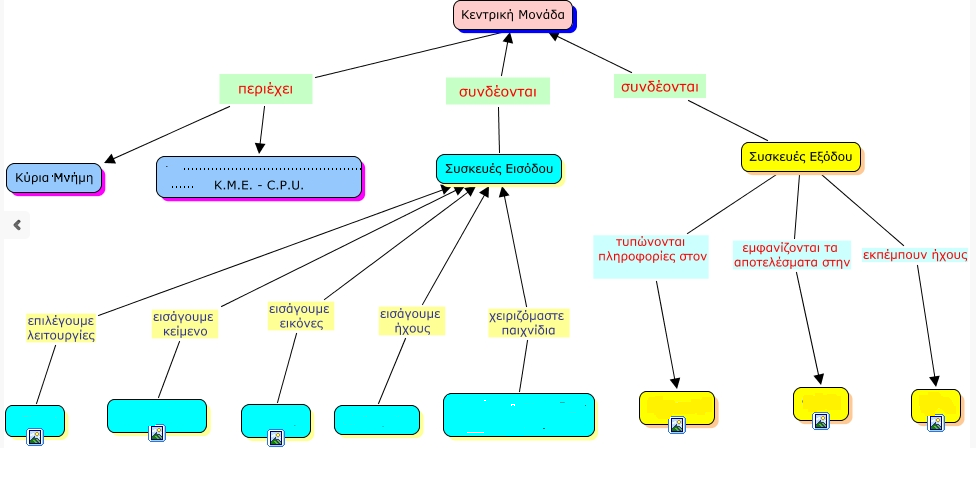 Κεντρική Μονάδα
περιέχει
συνδέονται
συνδέονται
Κύρια Μνήμη
....................................................
...... Κ.Μ.Ε. - C.P.U.
Συσκευές Εισόδου
Συσκευές Εξόδου
τυπώνονται
πληροφορίες στον
εμφανίζονται τα
αποτελέσματα στην
εκπέμπουν ήχους
επιλέγουμε
λειτουργίες
εισάγουμε
κείμενο
εισάγουμε
εικόνες
εισάγουμε
ήχους
χειριζόμαστε
παιχνίδια